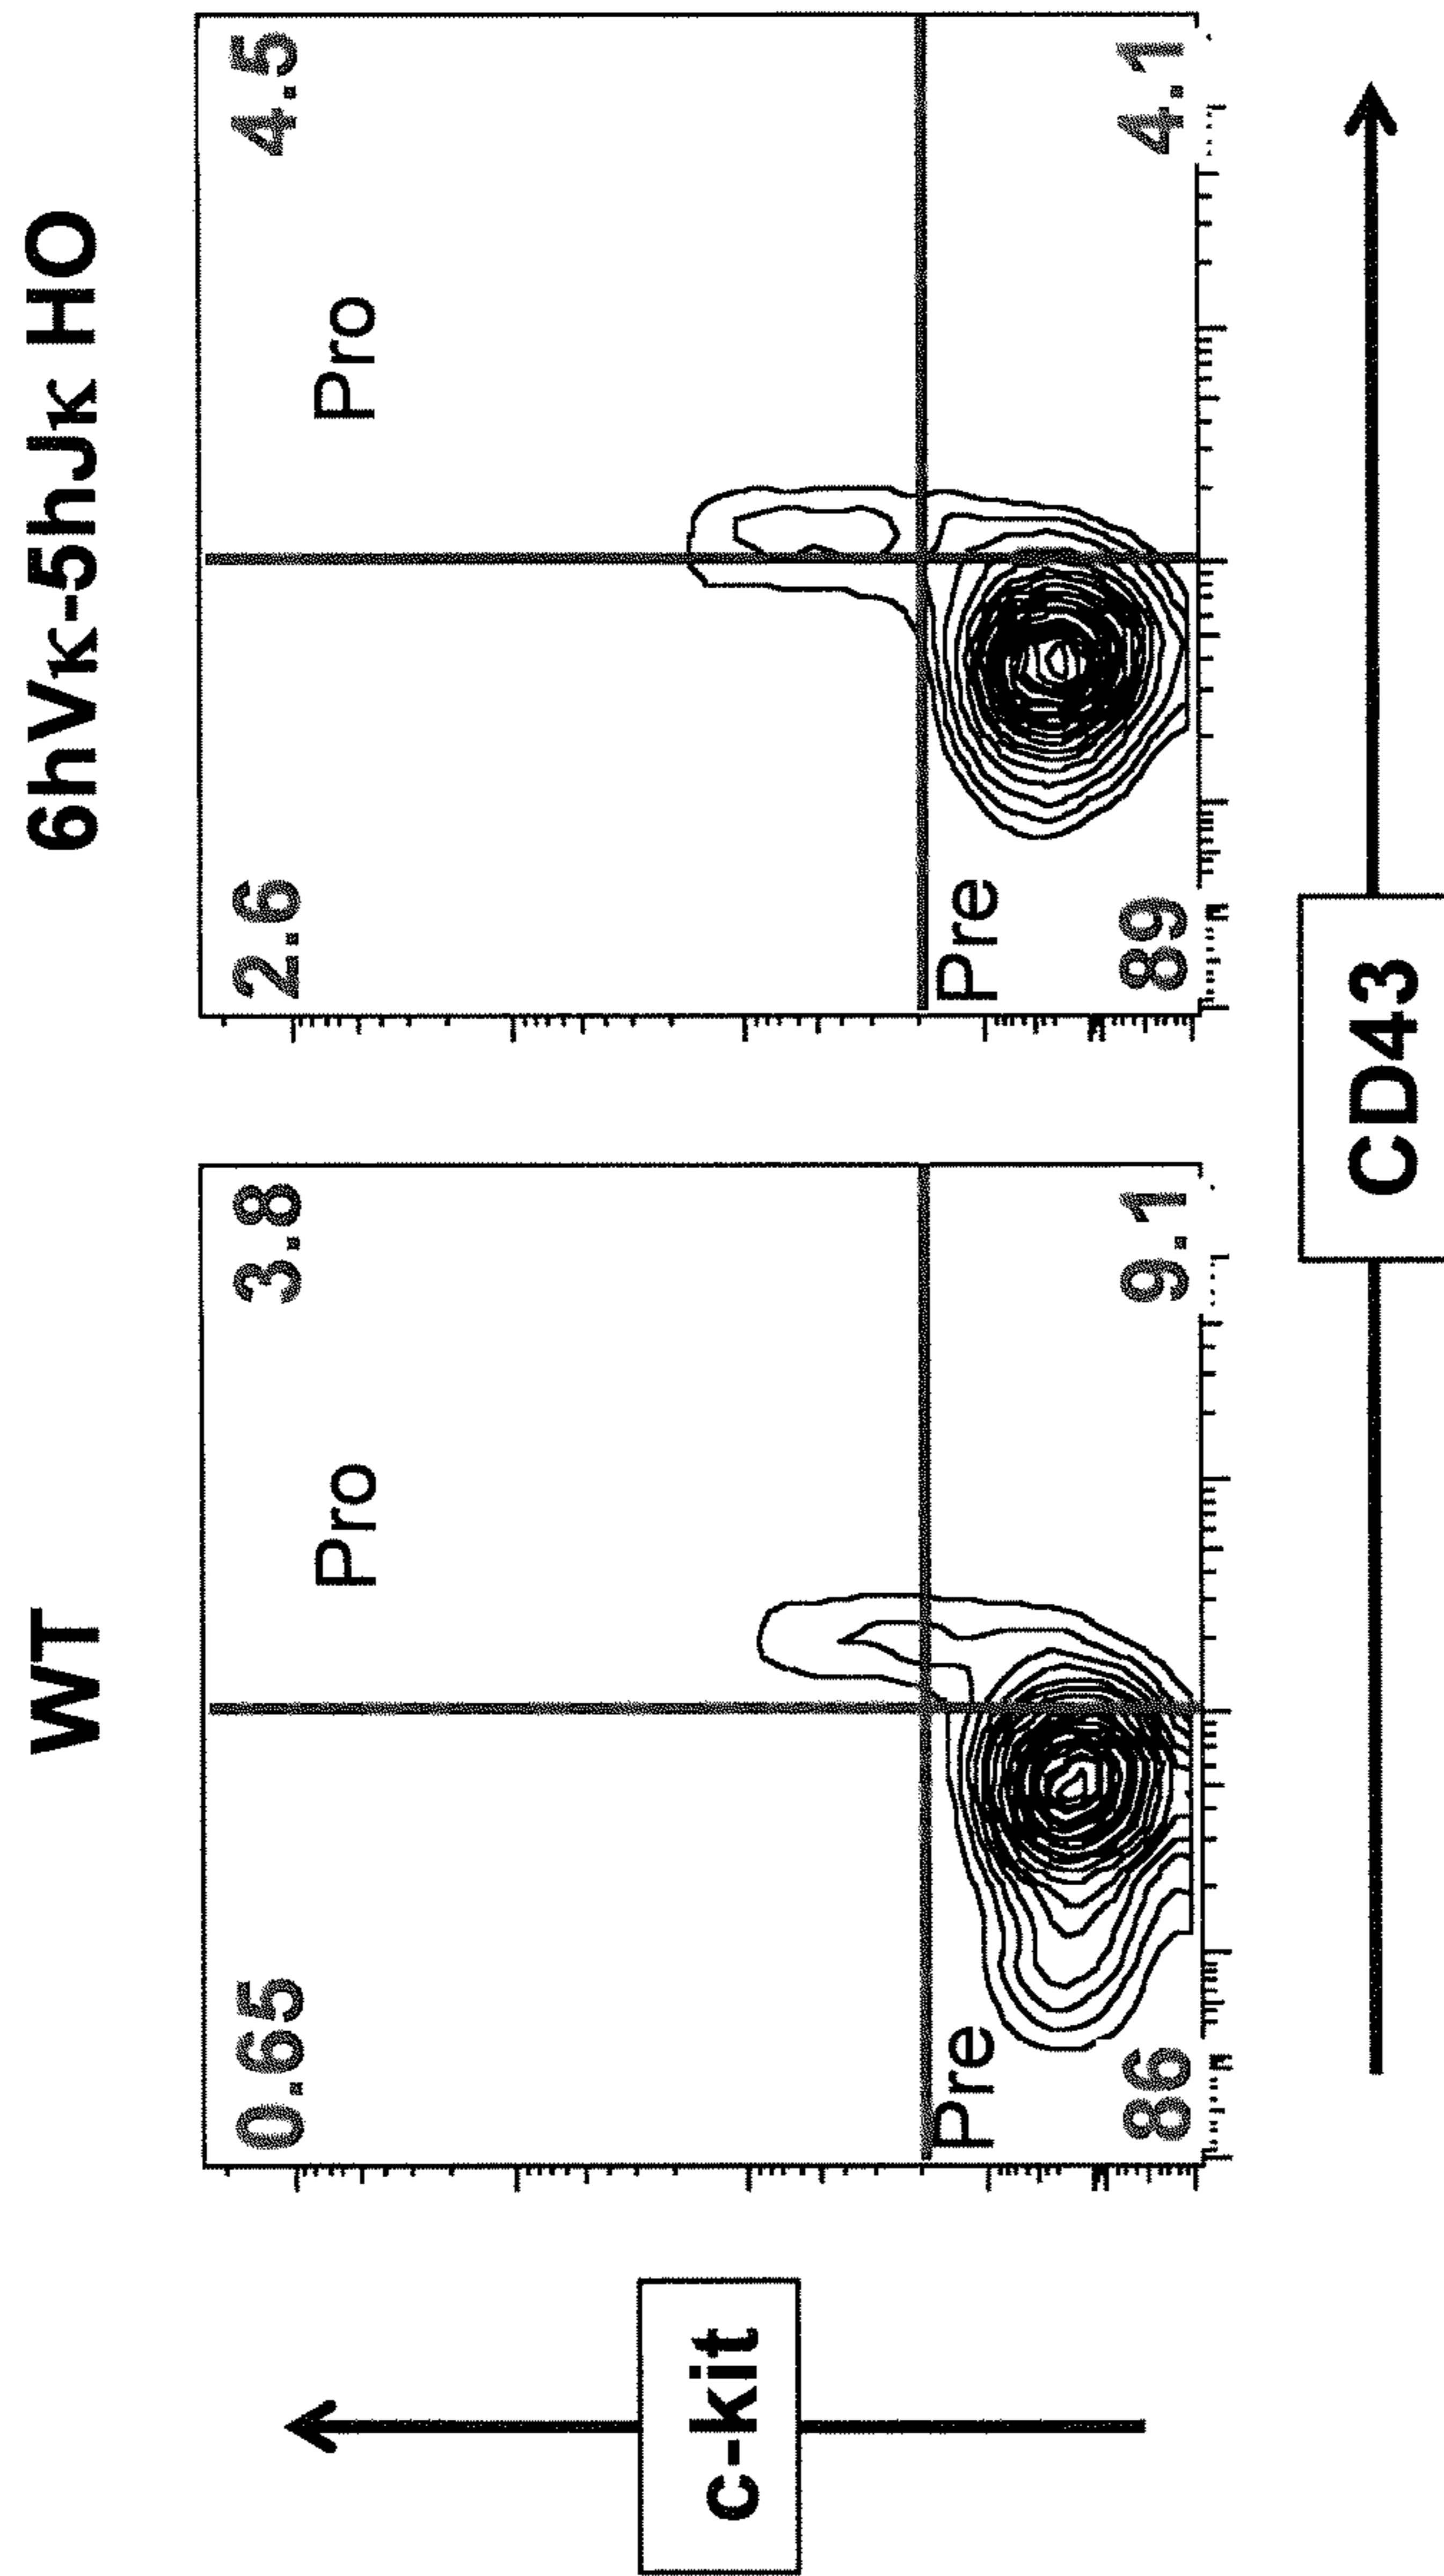 WT
6hVκ-5hJκ HO
0.65
3.8
Pro
Pre
86
9.1
2.6
4.5
Pro
Pre
89
4.1
c-kit
CD43